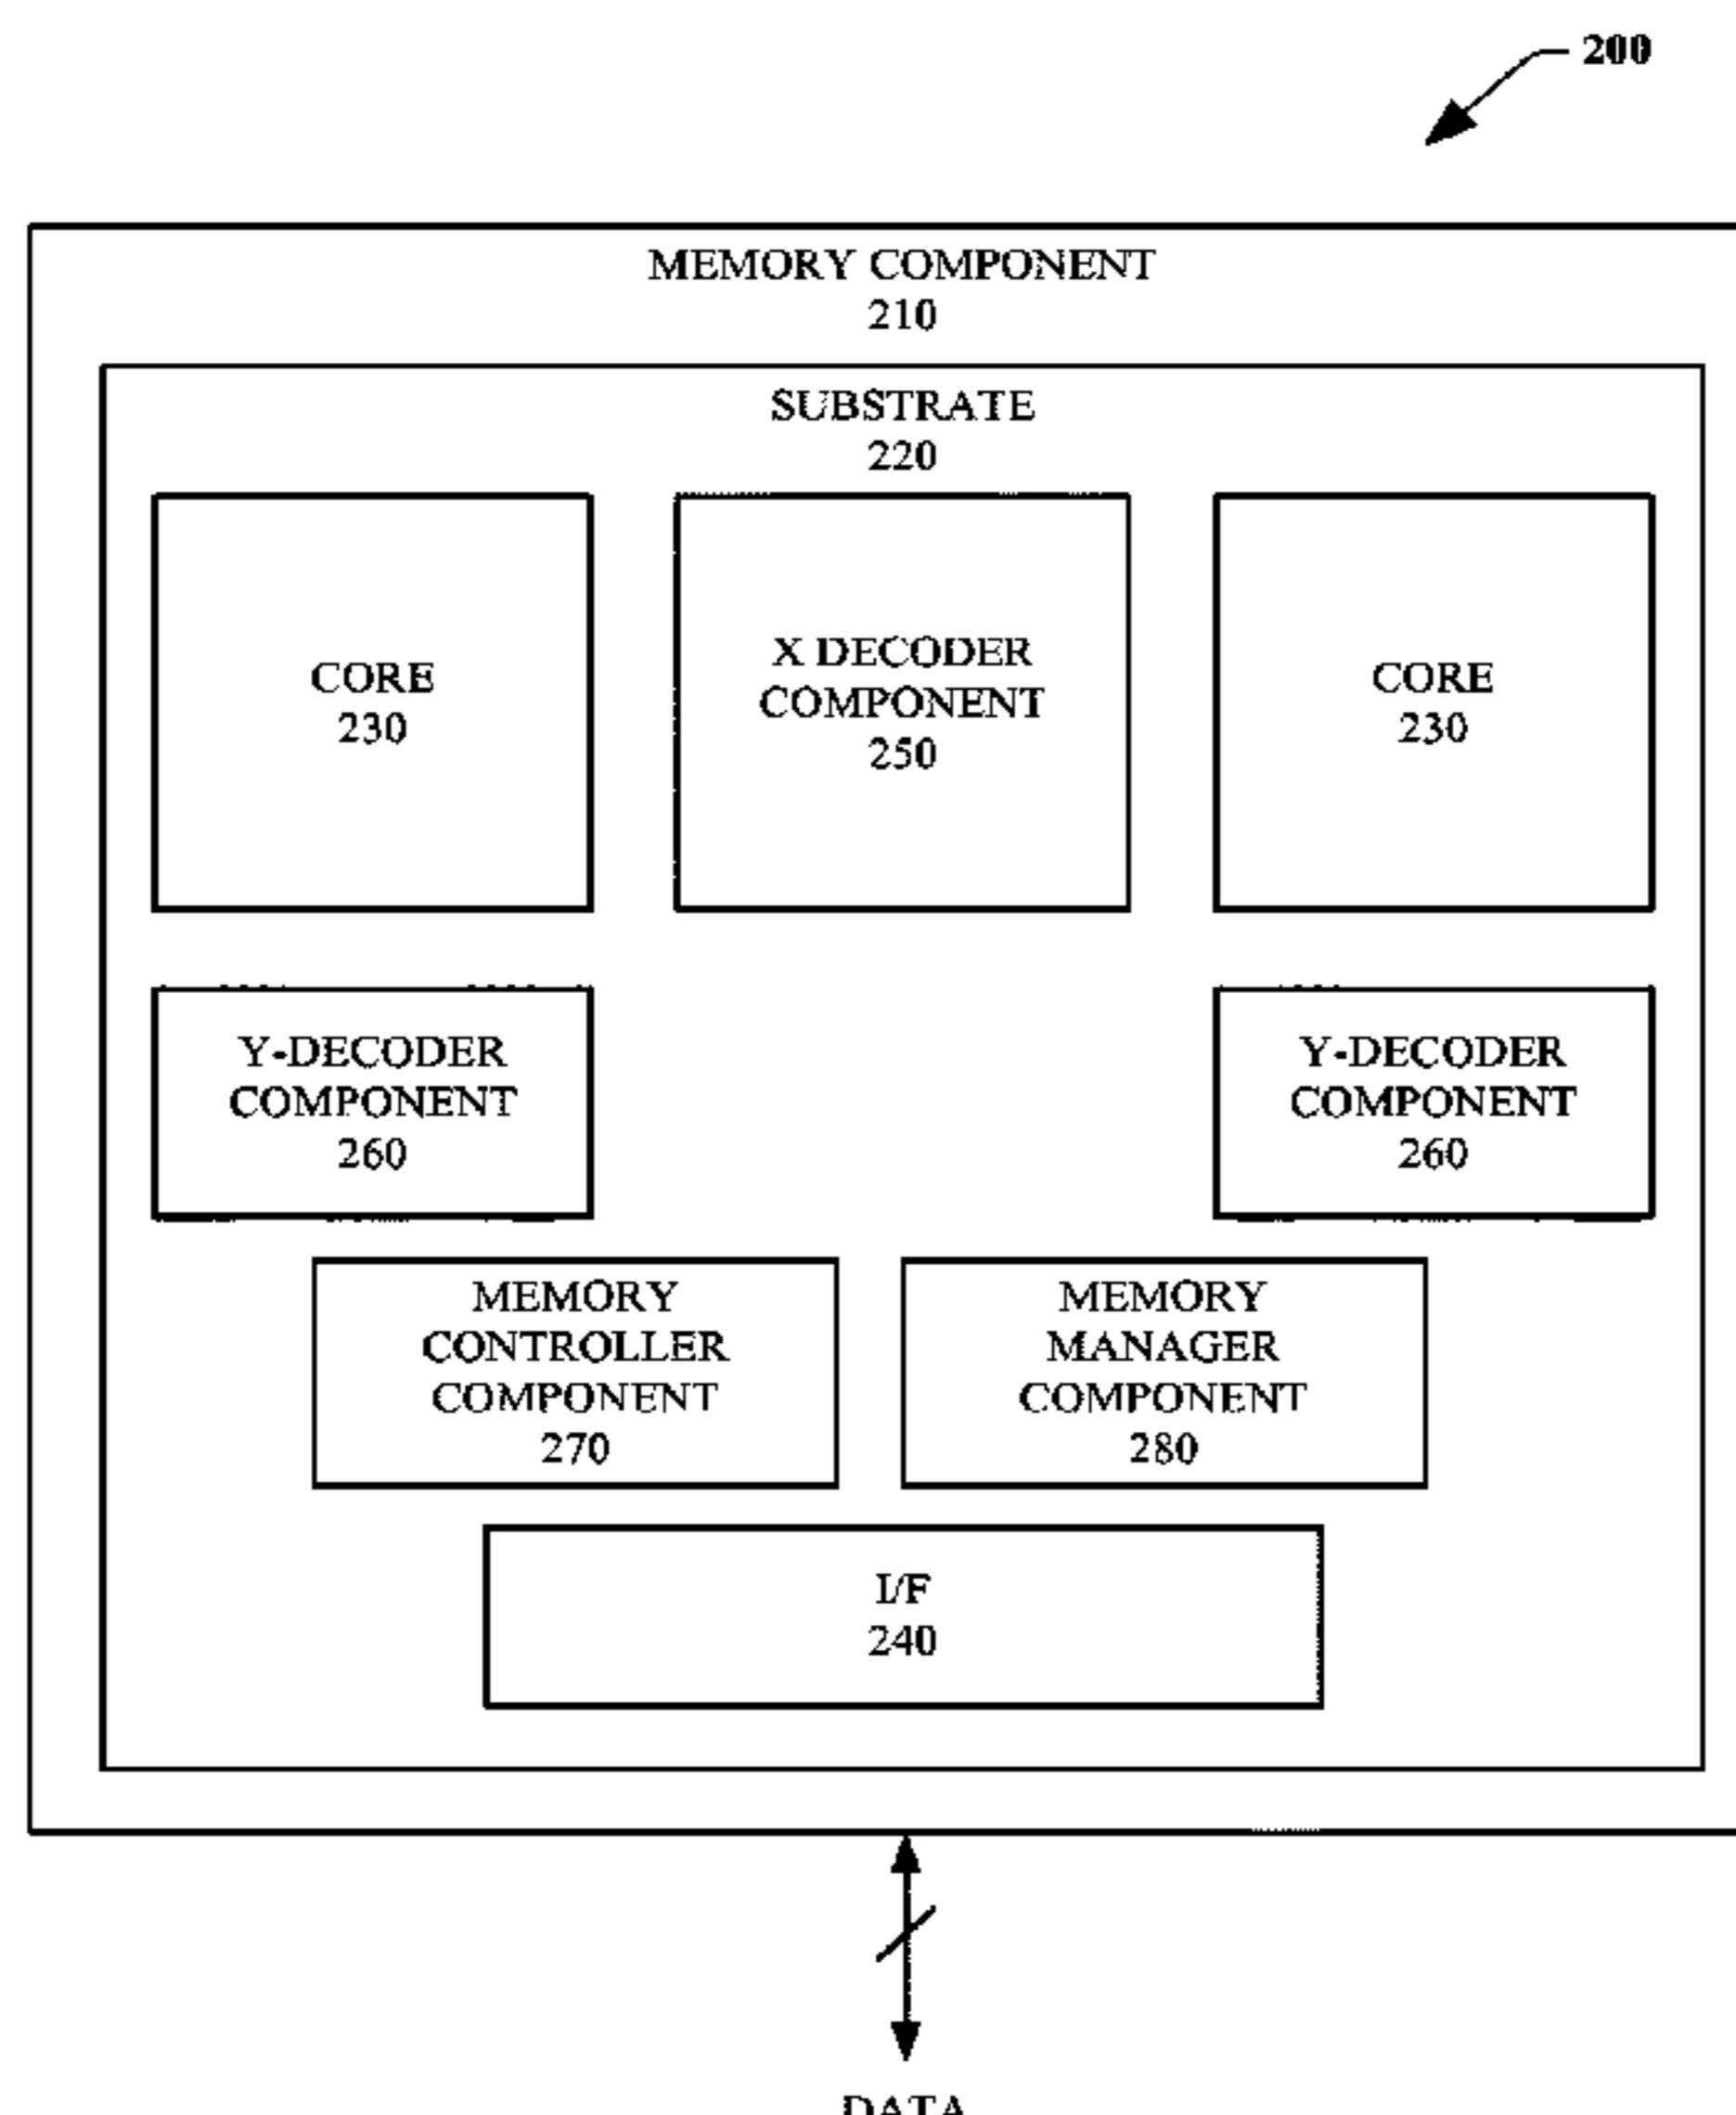 200
MEMORY COMPONENT
210
SUBSTRATE
220
CORE
230
X DECODER
COMPONENT
250
CORE
230
Y-DECODER
COMPONENT
260
Y-DECODER
COMPONENT
260
MEMORY
CONTROLLER
COMPONENT
270
MEMORY
MANAGER
COMPONENT
280
I/F
240
DATA